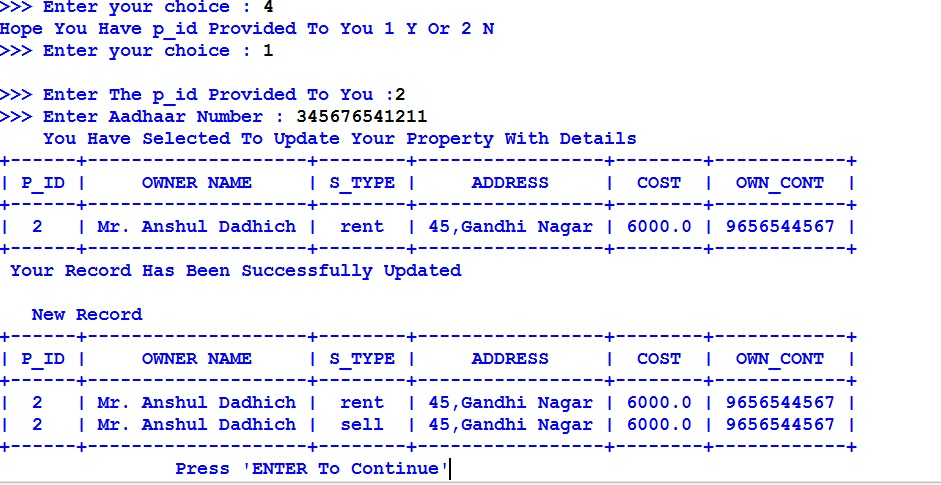 >>> Enter your choice : 4
Hope You Have p_id Provided To You 1 Y Or 2 N
>>> Enter your choice : 1
>>> Enter The p_id Provided To You :2
>>> Enter Aadhaar Number : 345676541211
You Have Selected To Update Your Property With Details
+------+--------------------+--------+-----------------+--------+------------+
| P_ID |     OWNER NAME     | S_TYPE |     ADDRESS     |  COST  |  OWN_CONT  |
+------+--------------------+--------+-----------------+--------+------------+
|  2   | Mr. Anshul Dadhich |  rent  | 45,Gandhi Nagar | 6000.0 | 9656544567 |
+------+--------------------+--------+-----------------+--------+------------+
Your Record Has Been Successfully Updated
New Record
+------+--------------------+--------+-----------------+--------+------------+
| P_ID |     OWNER NAME     | S_TYPE |     ADDRESS     |  COST  |  OWN_CONT  |
+------+--------------------+--------+-----------------+--------+------------+
|  2   | Mr. Anshul Dadhich |  rent  | 45,Gandhi Nagar | 6000.0 | 9656544567 |
|  2   | Mr. Anshul Dadhich |  sell  | 45,Gandhi Nagar | 6000.0 | 9656544567 |
+------+--------------------+--------+-----------------+--------+------------+
Press 'ENTER To Continue'